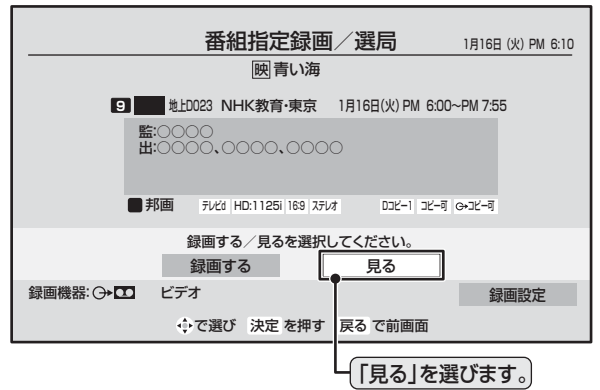 番組指定録画／選局 1月16日（火）PM 6:10
映 青い海
9 地上D023 NHK教育・東京 1月16日（火）PM 6:00〜PM 7:55
監:○○○○
出:○○○○、○○○○、○○○○
邦画 テレビd HD:1125i 16:9 ステレオ Dコピー1 コピー可 コピー可
録画する／見るを選択してください。
録画する 見る
録画機器: ビデオ 録画設定
で選び 決定 を押す 戻る で前画面
「見る」を選びます。